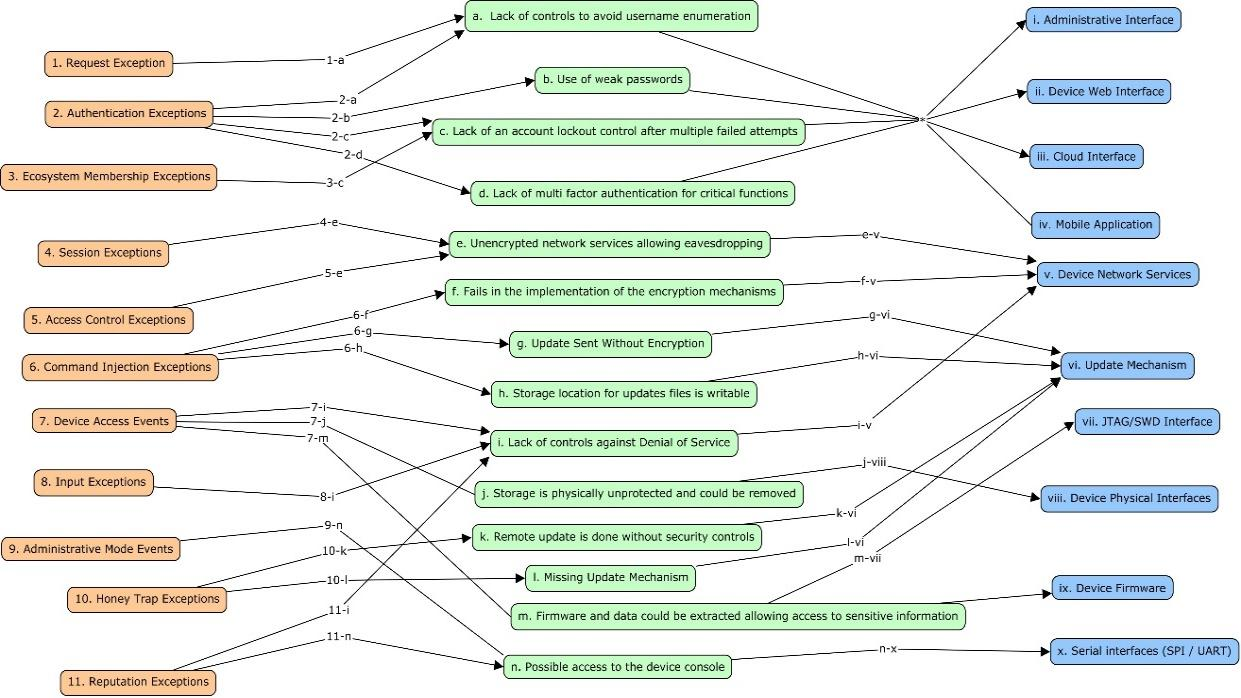 a. Lack of controls to avoid username enumeration
i. Administrative Interface
1. Request Exception
1-a
b. Use of weak passwords
ii. Device Web Interface
2. Authentication Exceptions
2-a
2-b
2-c
2-d
c. Lack of an account lockout control after multiple failed attempts
*
iii. Cloud Interface
3. Ecosystem Membership Exceptions
3-c
d. Lack of multi factor authentication for critical functions
iv. Mobile Application
4. Session Exceptions
4-e
e. Unencrypted network services allowing eavesdropping
e-v
v. Device Network Services
5. Access Control Exceptions
5-e
f. Fails in the implementation of the encryption mechanisms
f-v
6. Command Injection Exceptions
6-f
6-g
6-h
g. Update Sent Without Encryption
g-vi
h-vi
vi. Update Mechanism
h. Storage location for updates files is writable
7. Device Access Events
7-i
7-j
7-m
i. Lack of controls against Denial of Service
i-v
vii. JTAG/SWD Interface
8. Input Exceptions
8-i
j. Storage is physually unprotected and could be removed
j-viii
viii. Device Physical Interfaces
9. Administrative Mode Events
9-n
k. Remote update is done without security controls
k-vi
10. Honey Trap Exceptions
10-k
10-l
l. Missing Update Mechanism
l-vi
m-vii
ix. Device Firmware
11-i
m. Firmware and data could be extracted allowing access to sensitive information
11. Reputation Exceptions
11-n
n. Possible access to the device console
n-x
x. Serial interfaces (SPI / UART)